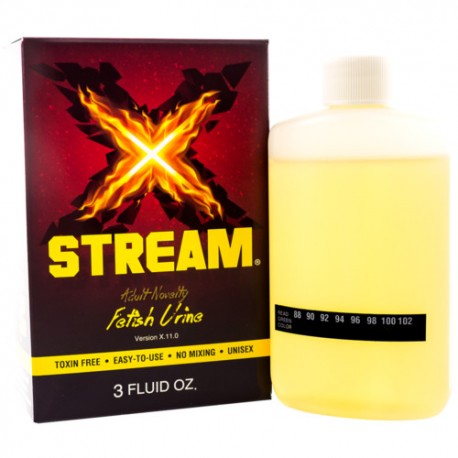 X
STREAM®
Adult Novelty
Fetish Urine
Version X.11.0
TOXIN FREE • EASY-TO-USE • NO MIXING • UNISEX
3 FLUID OZ.
READ GREEN COLOR 88 90 92 94 96 98 100 102